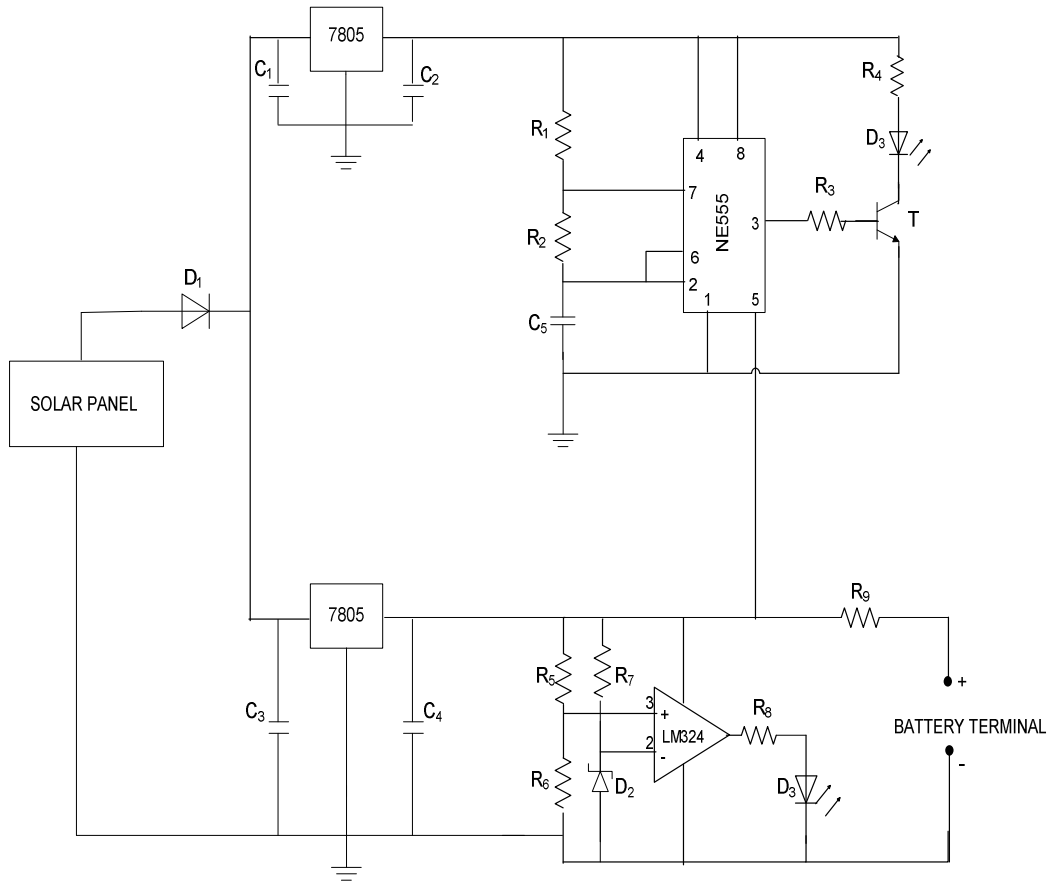 7805
C1
C2
R4
R1
4
8
D3
7
NE555
R3
3
T
R2
6
2
1
5
C5
D1
SOLAR PANEL
7805
R9
R5
R7
+
C3
C4
3
+
LM324
R8
BATTERY TERMINAL
2
-
-
R6
D2
D3